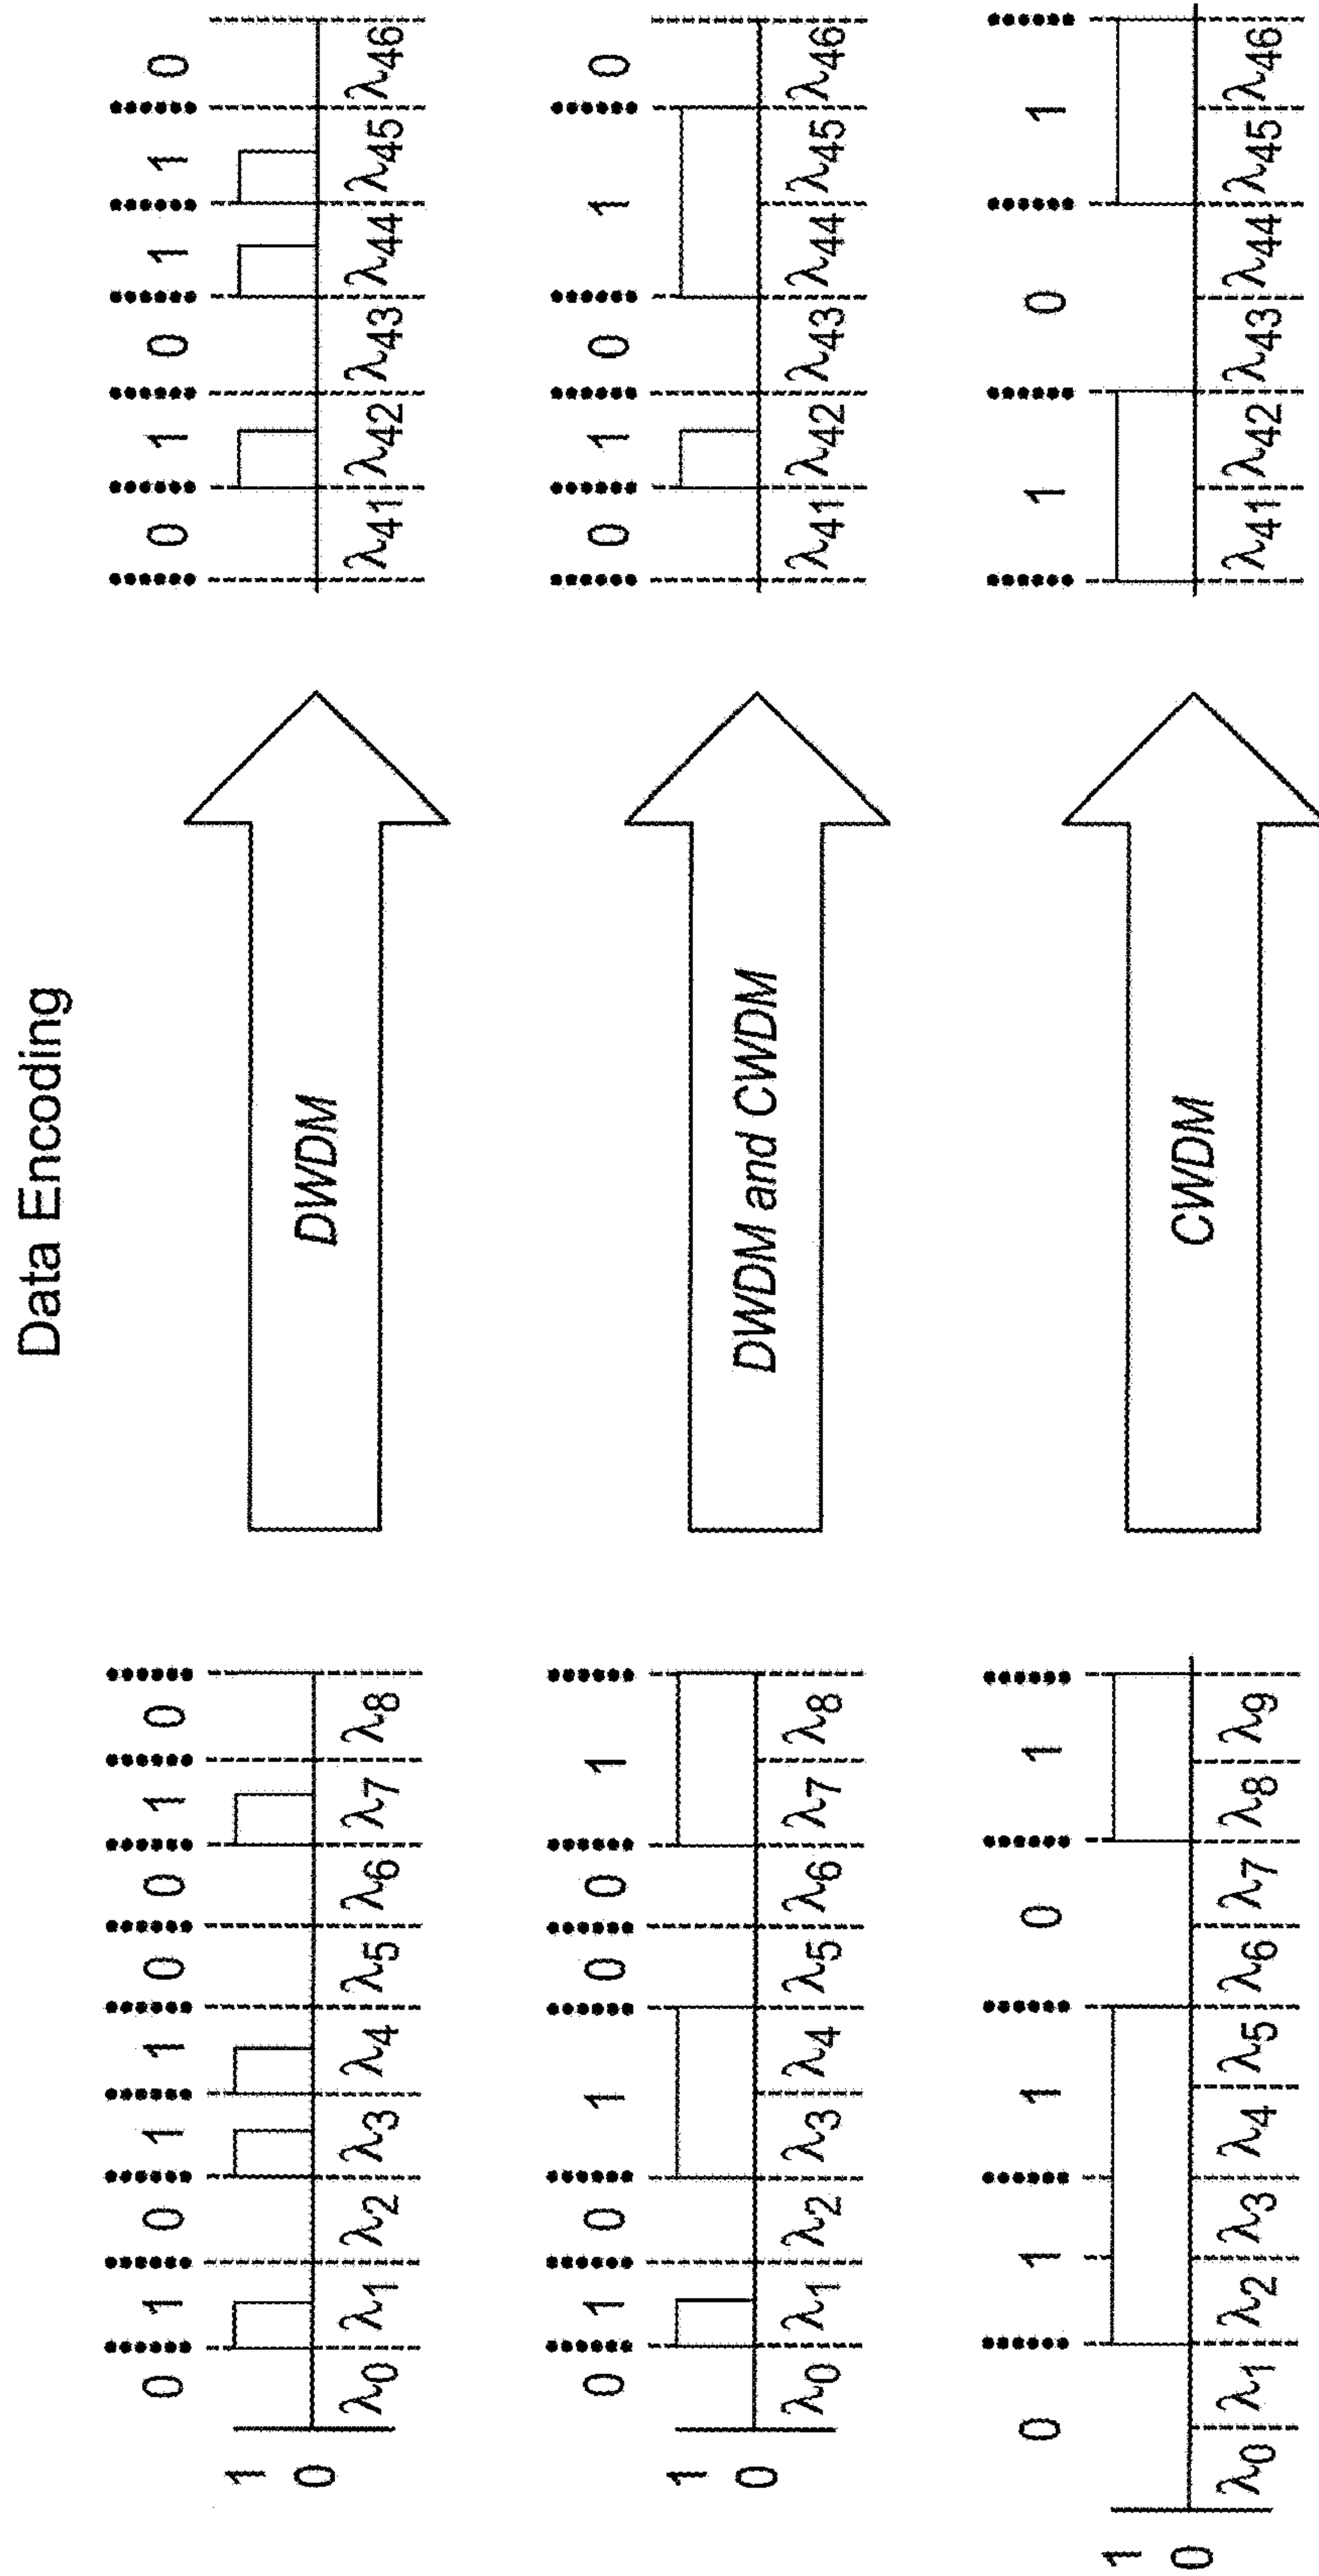 Data Encoding
0 1 0 1 1 0 0 1 0
1
0
λ0 λ1 λ2 λ3 λ4 λ5 λ6 λ7 λ8
DWDM
0 1 0 1 1 0
λ41 λ42 λ43 λ44 λ45 λ46
0 1 0 1 0 0 1
1
0
λ0 λ1 λ2 λ3 λ4 λ5 λ6 λ7 λ8
DWDM and CWDM
0 1 0 1 0
λ41 λ42 λ43 λ44 λ45 λ46
0 1 1 0 1
1
0
λ0 λ1 λ2 λ3 λ4 λ5 λ6 λ7 λ8 λ9
CWDM
1 0 1
λ41 λ42 λ43 λ44 λ45 λ46